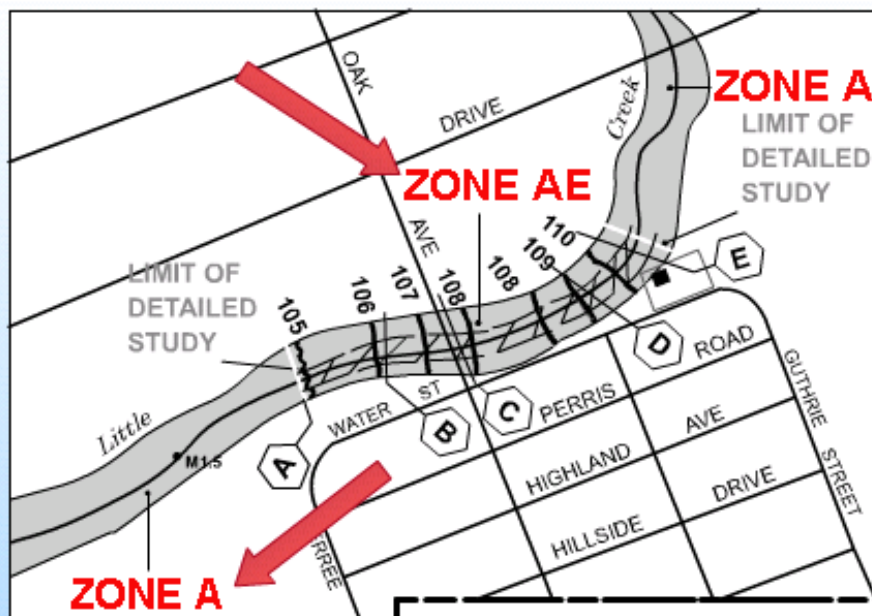 OAK
DRIVE
Creek
ZONE A
LIMIT OF
DETAILED
STUDY
ZONE AE
AVE
LIMIT OF
DETAILED
STUDY
105
106
107
108
108
109
110
E
D
C
B
A
Little
M1.5
WATER ST
PERRIS ROAD
HIGHLAND AVE
HILLSIDE DRIVE
GUTHRIE STREET
ERREE
ZONE A